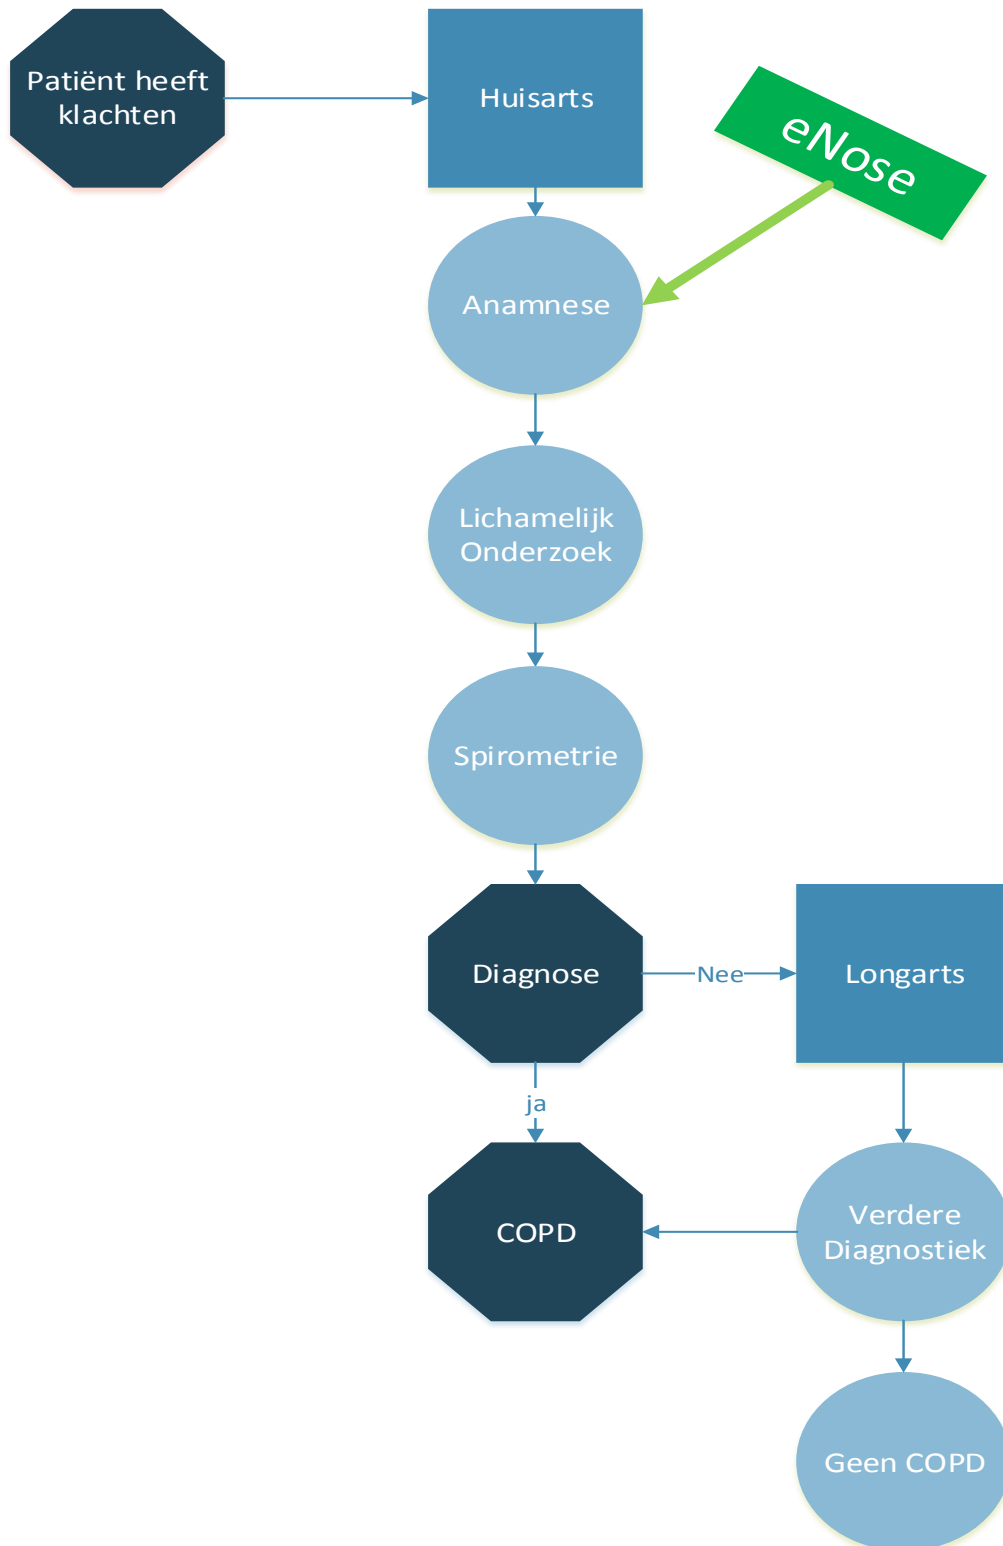 Patiënt heeft
klachten
Huisarts
eNose
Anamnese
Lichamelijk
Onderzoek
Spirometrie
Diagnose
Nee
Longarts
ja
COPD
Verdere
Diagnostiek
Geen COPD